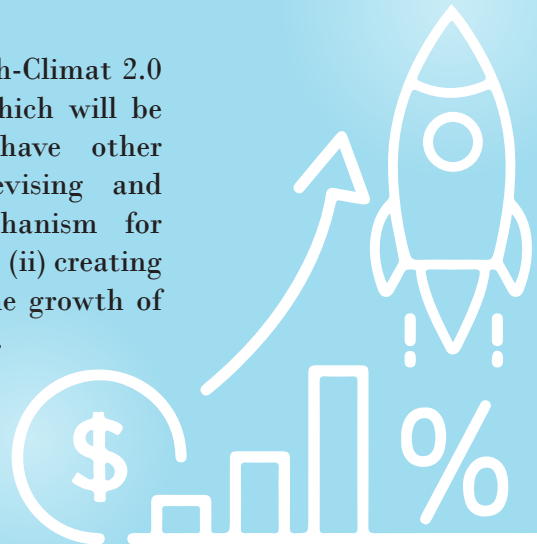 h-Climat 2.0
hich will be
have other
evising and
hanism for
(ii) creating
e growth of
$
%